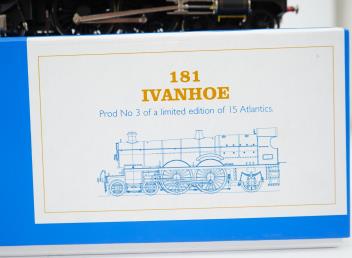 181
IVANHOE
Prod No 3 of a limited edition of 15 Atlantics.